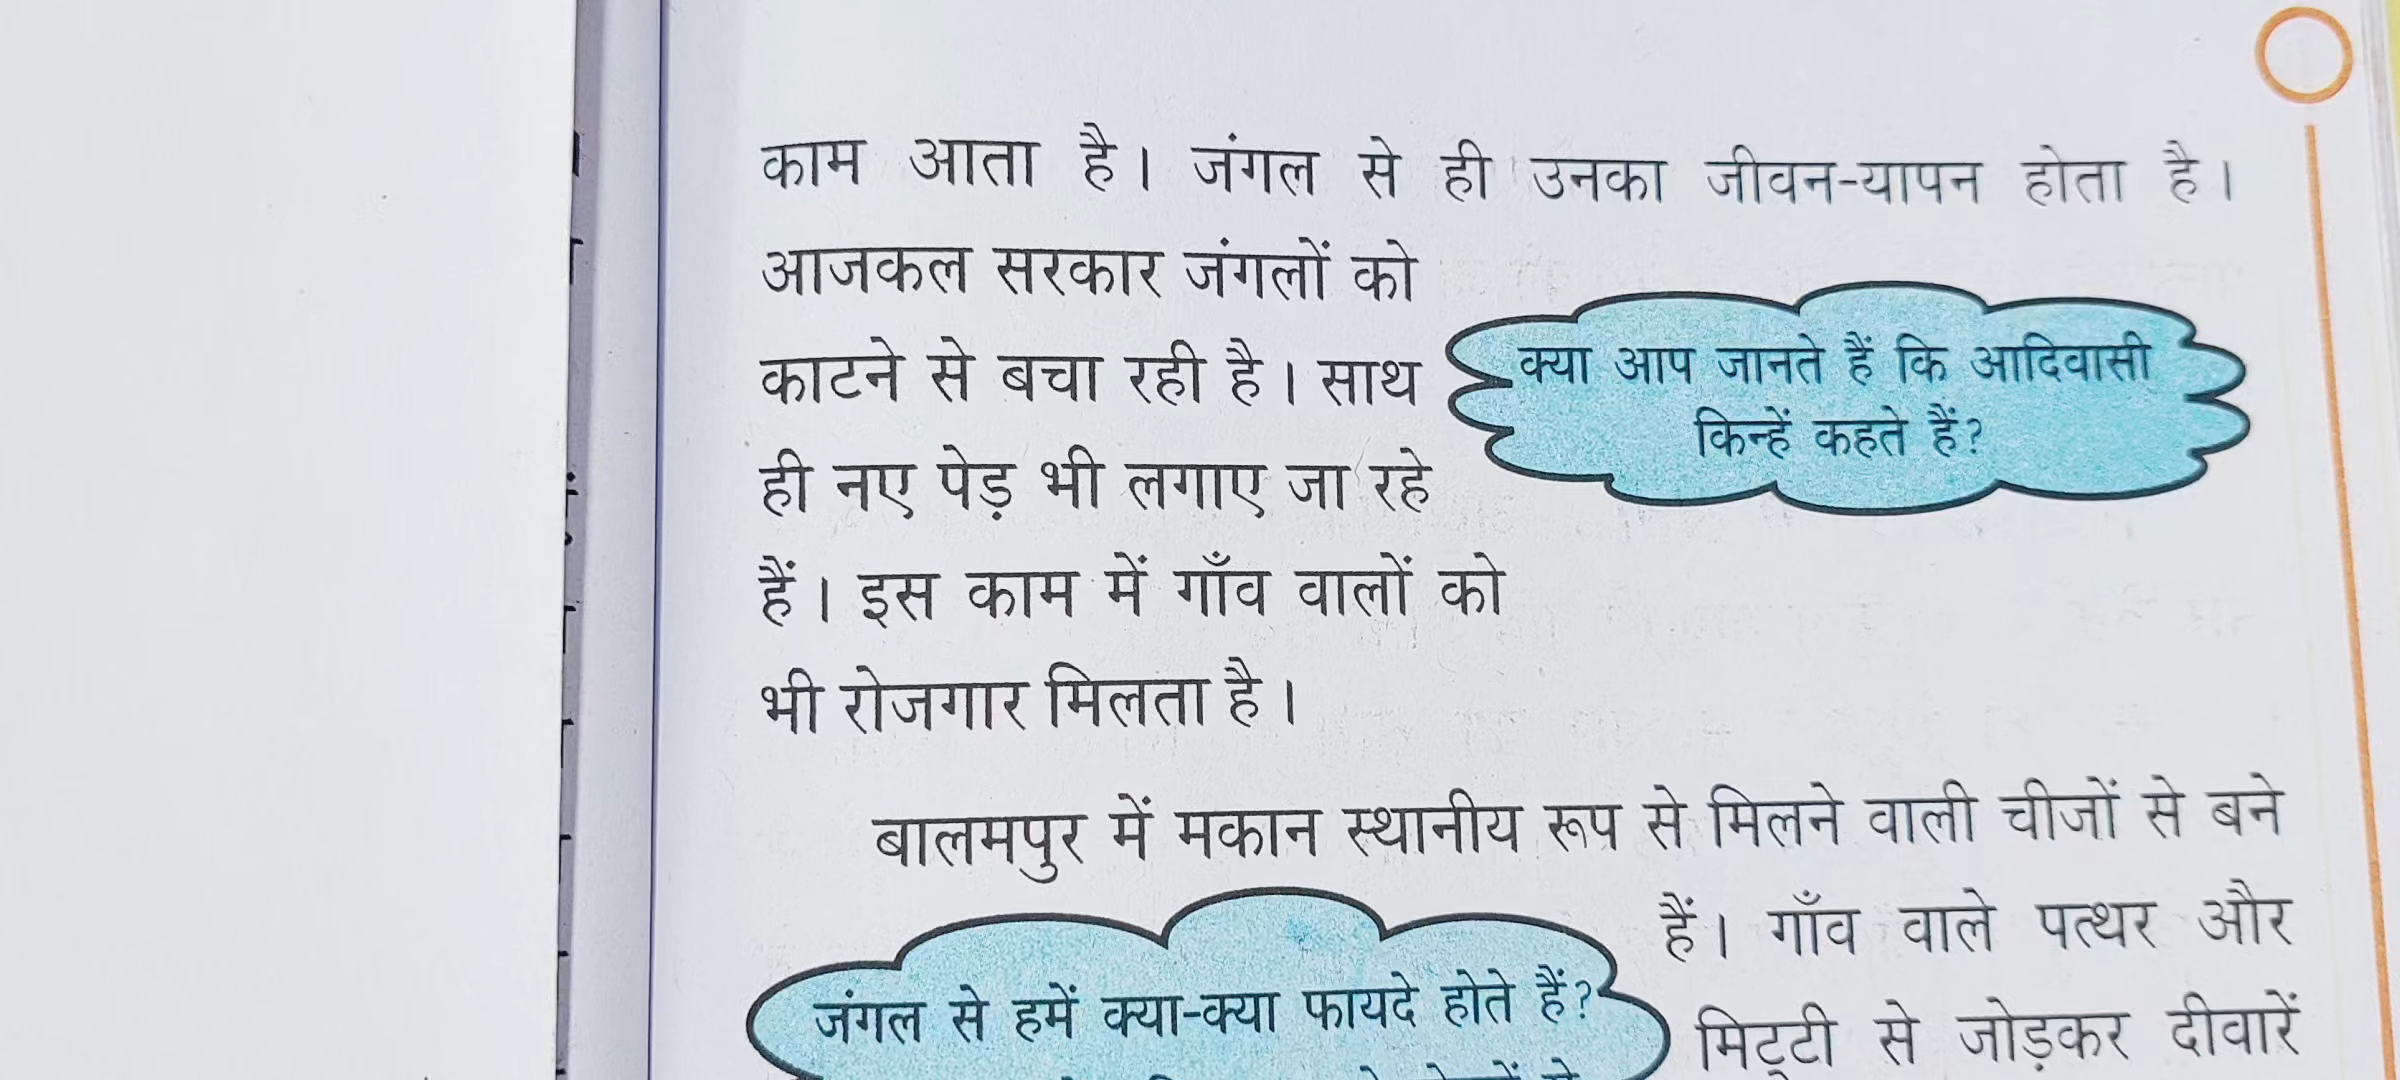 काम आता है। जंगल से ही उनका जीवन-यापन होता है।
आजकल सरकार जंगलों को
काटने से बचा रही है। साथ
ही नए पेड़ भी लगाए जा रहे
हैं। इस काम में गाँव वालों को
भी रोजगार मिलता है।
क्या आप जानते हैं कि आदिवासी
किन्हें कहते हैं?
बालमपुर में मकान स्थानीय रूप से मिलने वाली चीजों से बने
हैं। गाँव वाले पत्थर और
मिट्टी से जोड़कर दीवारें
जंगल से हमें क्या-क्या फायदे होते हैं?